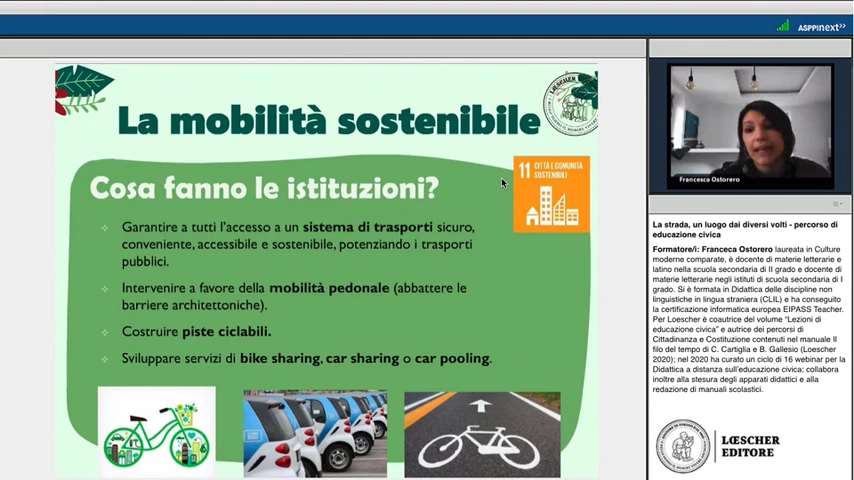 ASPPInext>>
La mobilità sostenibile
Cosa fanno le istituzioni?
11 CITTÀ E COMUNITÀ
SOSTENIBILI
Garantire a tutti l'accesso a un sistema di trasporti sicuro,
conveniente, accessibile e sostenibile, potenziando i trasporti
pubblici.
Intervenire a favore della mobilità pedonale (abbattere le
barriere architettoniche).
Costruire piste ciclabili.
Sviluppare servizi di bike sharing, car sharing o car pooling.
Francesca Ostorero
La strada, un luogo dai diversi volti - percorso di
educazione civica
Formatore/i: Franceca Ostorero laureata in Culture
moderne comparate, è docente di materie letterarie e
latino nella scuola secondaria di II grado e docente di
materie letterarie negli istituti di scuola secondaria di I
grado. Si è formata in Didattica delle discipline non
linguistiche in lingua straniera (CLIL) e ha conseguito
la certificazione informatica europea EIPASS Teacher.
Per Loescher è coautrice del volume "Lezioni di
educazione civica" e autrice dei percorsi di
Cittadinanza e Costituzione contenuti nel manuale Il
filo del tempo di C. Cartiglia e B. Gallesio (Loescher
2020); nel 2020 ha curato un ciclo di 16 webinar per la
Didattica a distanza sull'educazione civica; collabora
inoltre alla stesura degli apparati didattici e alla
redazione di manuali scolastici.
LŒSCHER
EDITORE